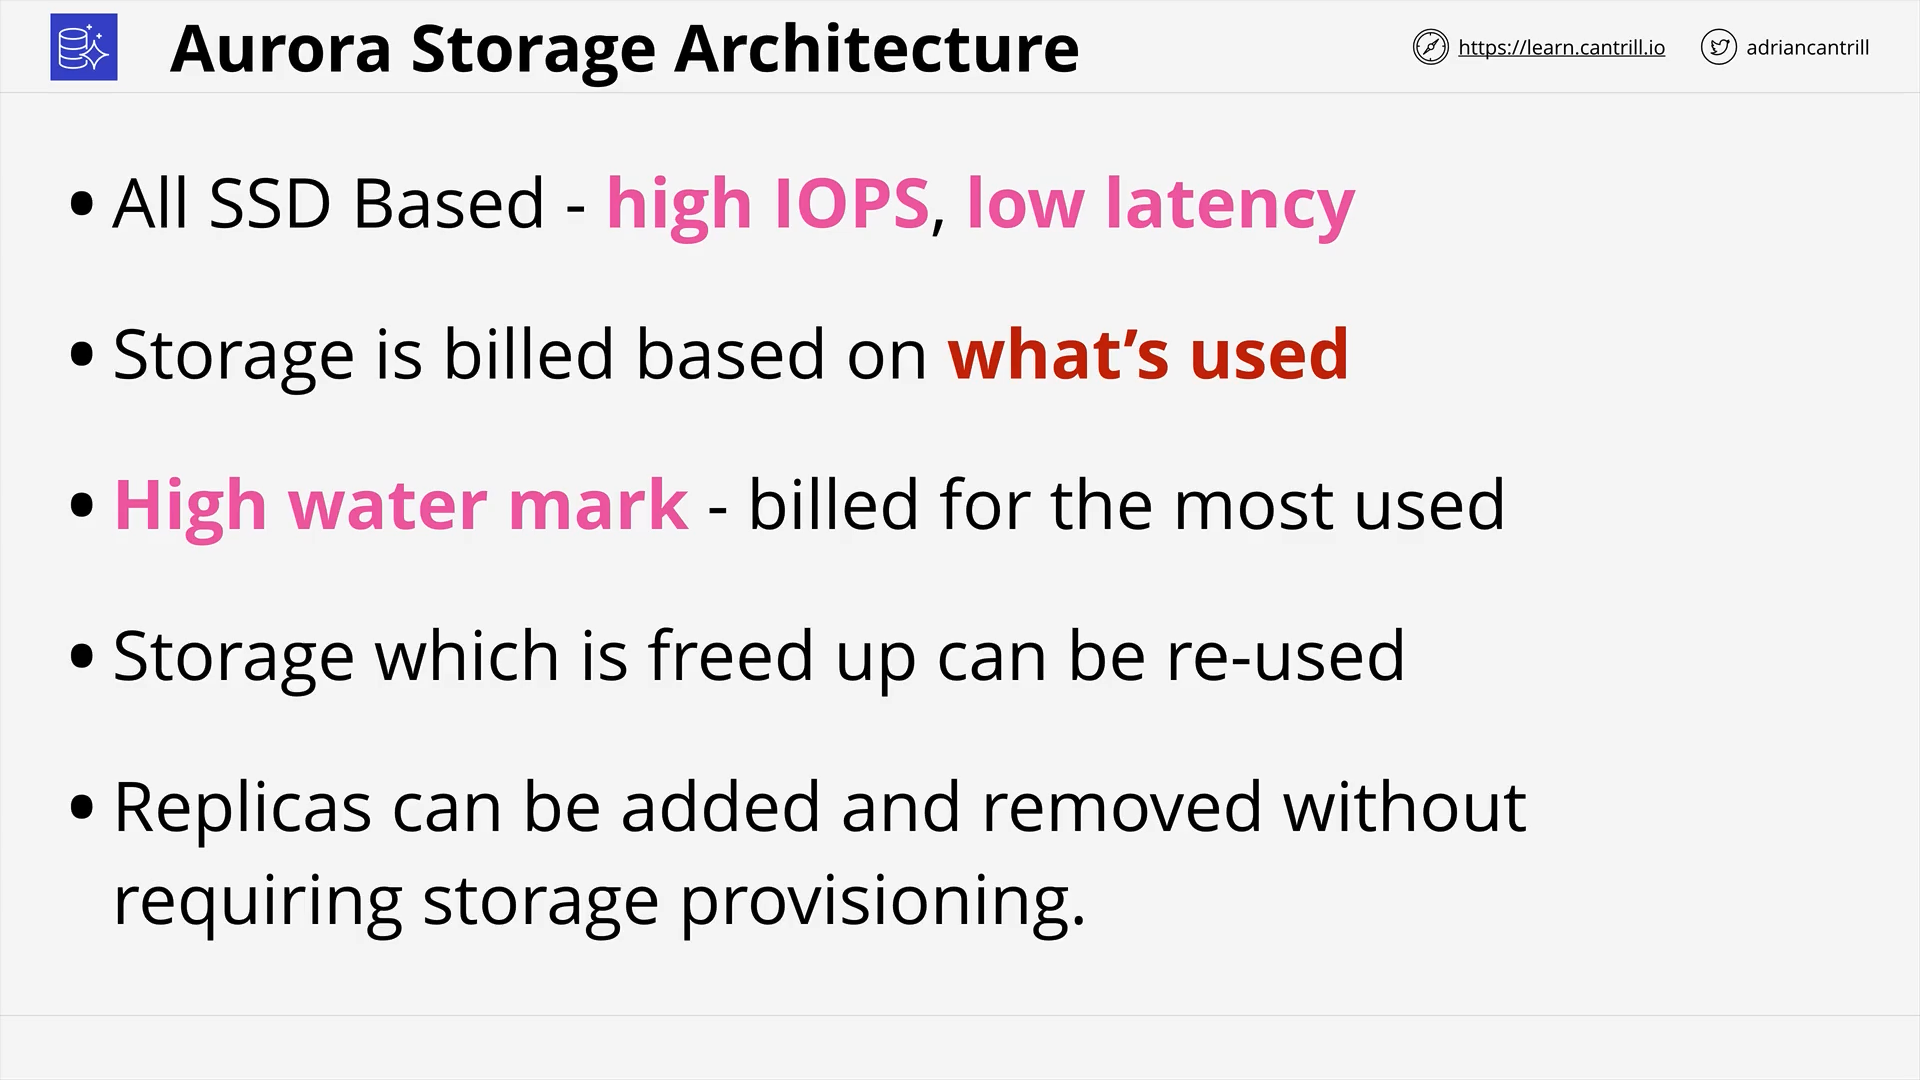 Aurora Storage Architecture
https://learn.cantrill.io
adriancantrill
• All SSD Based - high IOPS, low latency
• Storage is billed based on what’s used
• High water mark - billed for the most used
• Storage which is freed up can be re-used
• Replicas can be added and removed without
requiring storage provisioning.